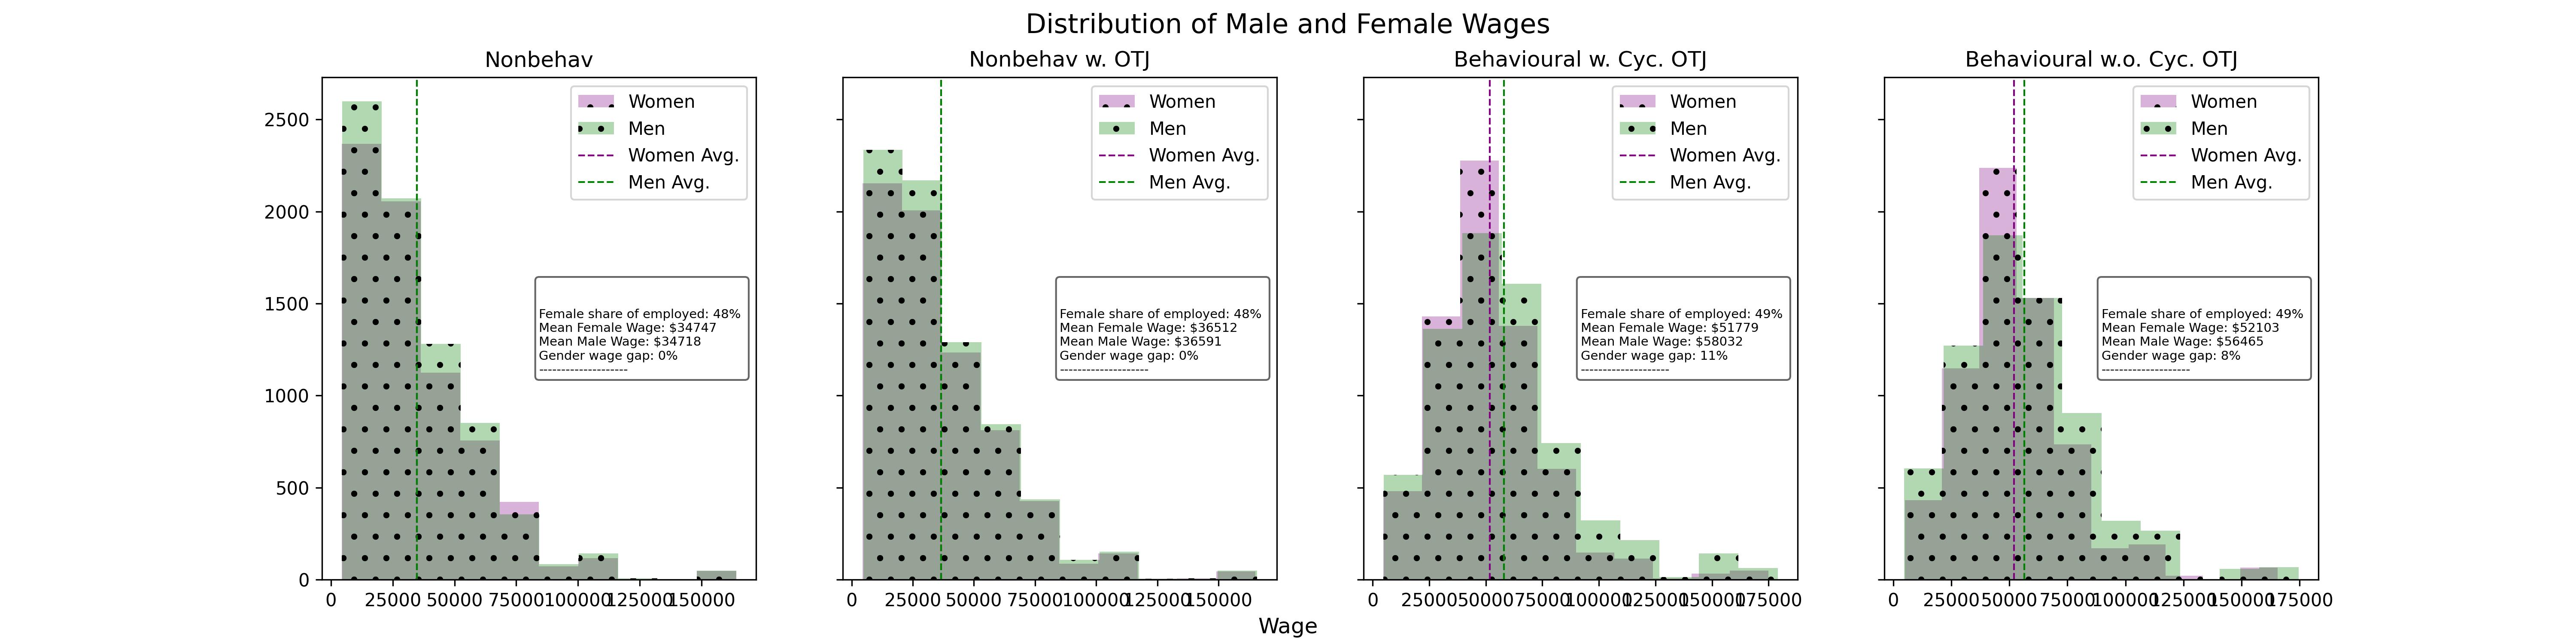 Distribution of Male and Female Wages
Nonbehav
2500
2000
1500
1000
500
0
Women
Men
Women Avg.
Men Avg.
Female share of employed: 48%
Mean Female Wage: $34747
Mean Male Wage: $34718
Gender wage gap: 0%
--------------------
0 25000 50000 75000 100000 125000 150000
Nonbehav w. OTJ
Women
Men
Women Avg.
Men Avg.
Female share of employed: 48%
Mean Female Wage: $36512
Mean Male Wage: $36591
Gender wage gap: 0%
--------------------
0 25000 50000 75000 100000 125000 150000
Behavioural w. Cyc. OTJ
Women
Men
Women Avg.
Men Avg.
Female share of employed: 49%
Mean Female Wage: $51779
Mean Male Wage: $58032
Gender wage gap: 11%
--------------------
0 25000 50000 75000 100000 125000 150000 175000
Behavioural w.o. Cyc. OTJ
Women
Men
Women Avg.
Men Avg.
Female share of employed: 49%
Mean Female Wage: $52103
Mean Male Wage: $56465
Gender wage gap: 8%
--------------------
0 25000 50000 75000 100000 125000 150000 175000
Wage